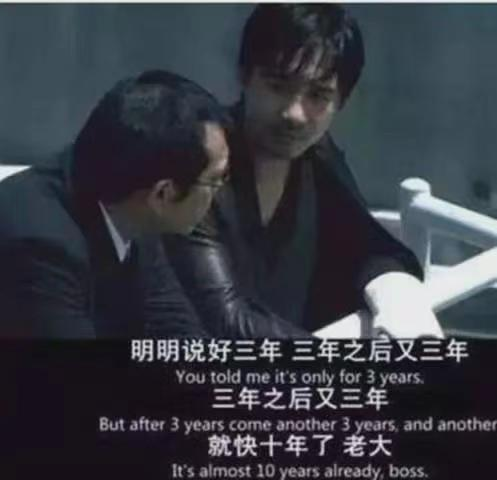 明明说好三年 三年之后又三年
You told me it's only for 3 years.
三年之后又三年
But after 3 years come another 3 years, and another
就快十年了 老大
It's almost 10 years already, boss.